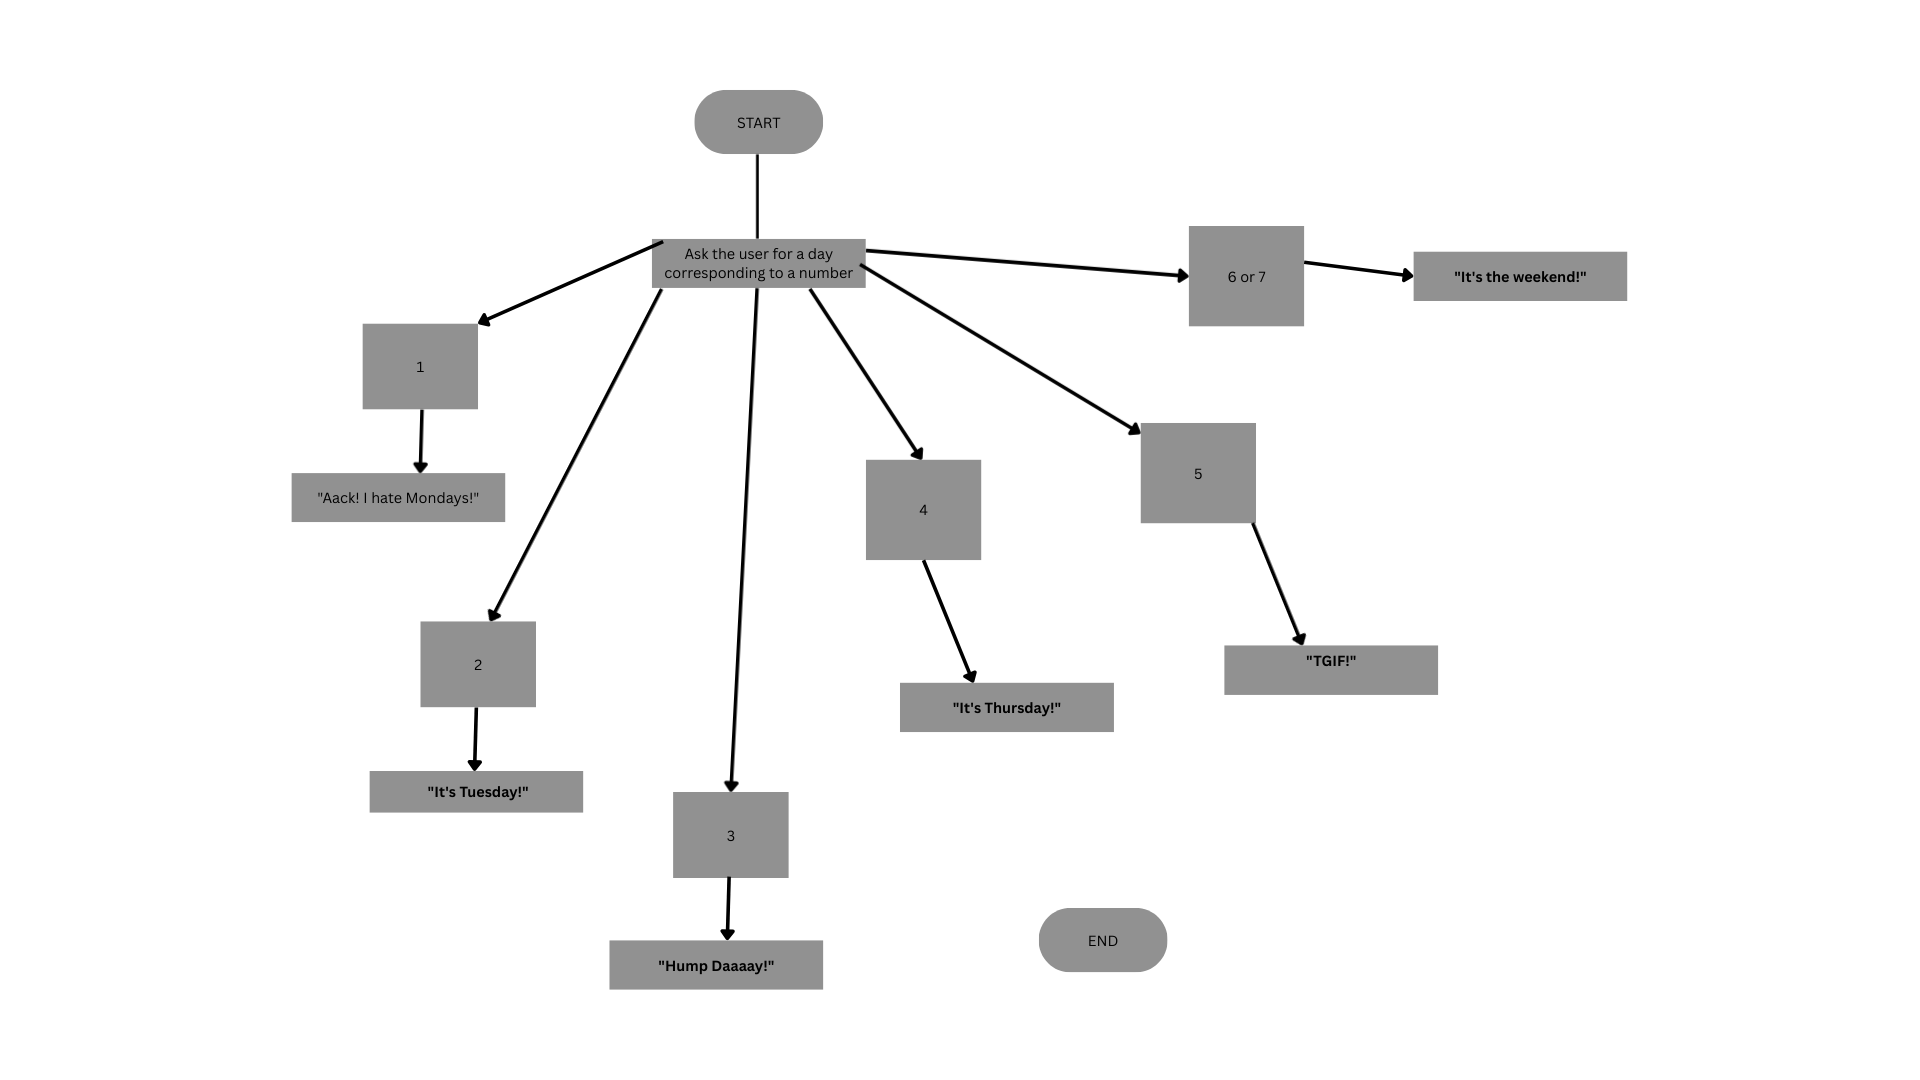 START
Ask the user for a day
corresponding to a number
6 or 7
"It's the weekend!"
1
"Aack! I hate Mondays!"
5
4
2
"TGIF!"
"It's Thursday!"
"It's Tuesday!"
3
"Hump Daaaay!"
END